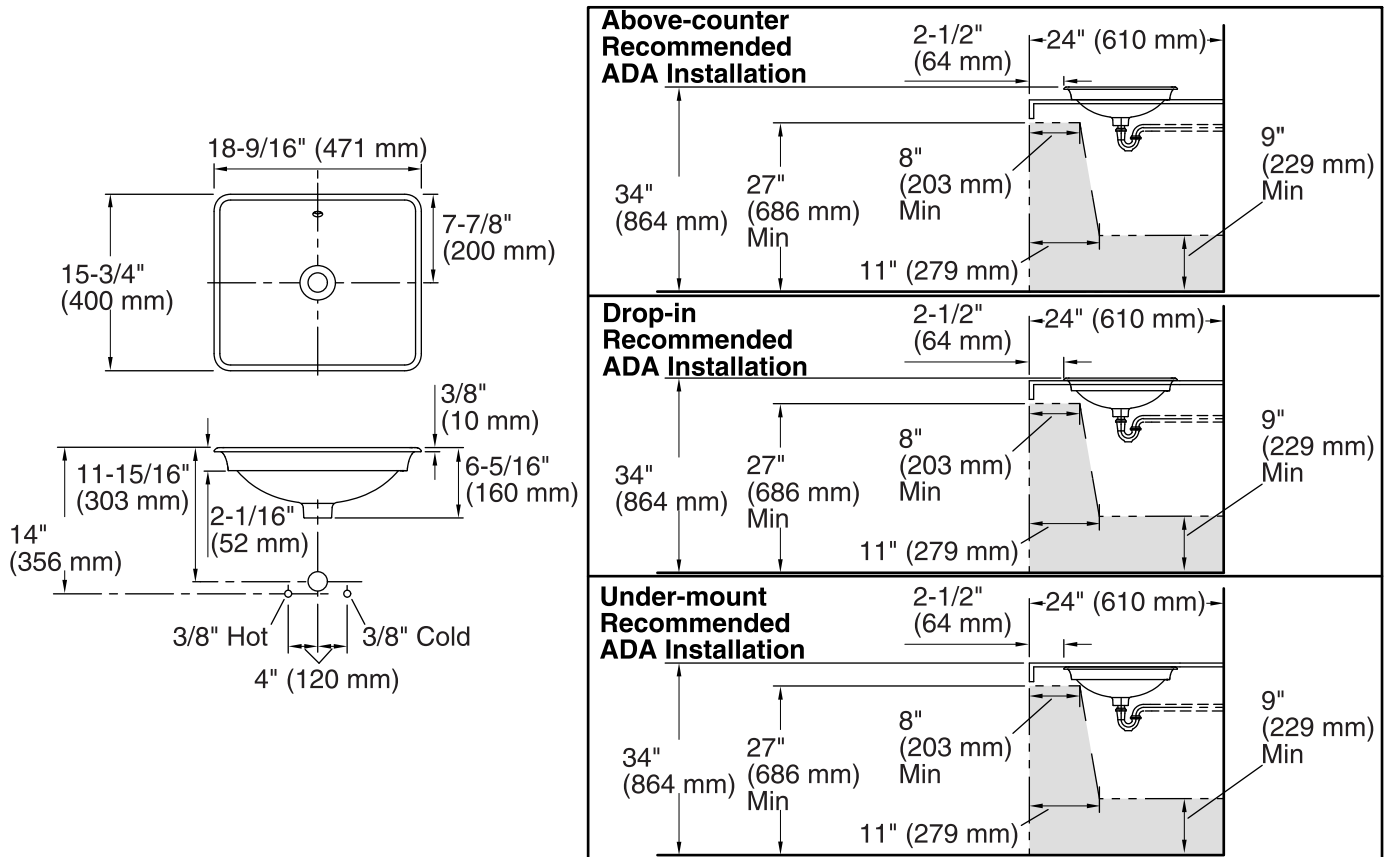 18-9/16" (471 mm)
7-7/8"
(200 mm)
15-3/4"
(400 mm)
3/8"
(10 mm)
11-15/16"
(303 mm)
6-5/16"
(160 mm)
2-1/16"
(52 mm)
14"
(356 mm)
3/8" Hot
3/8" Cold
4" (120 mm)
Above-counter
Recommended
ADA Installation
2-1/2"
(64 mm)
24" (610 mm)
34"
(864 mm)
27"
(686 mm)
Min
8"
(203 mm)
Min
9"
(229 mm)
Min
11" (279 mm)
Drop-in
Recommended
ADA Installation
2-1/2"
(64 mm)
24" (610 mm)
34"
(864 mm)
27"
(686 mm)
Min
8"
(203 mm)
Min
9"
(229 mm)
Min
11" (279 mm)
Under-mount
Recommended
ADA Installation
2-1/2"
(64 mm)
24" (610 mm)
34"
(864 mm)
27"
(686 mm)
Min
8"
(203 mm)
Min
9"
(229 mm)
Min
11" (279 mm)